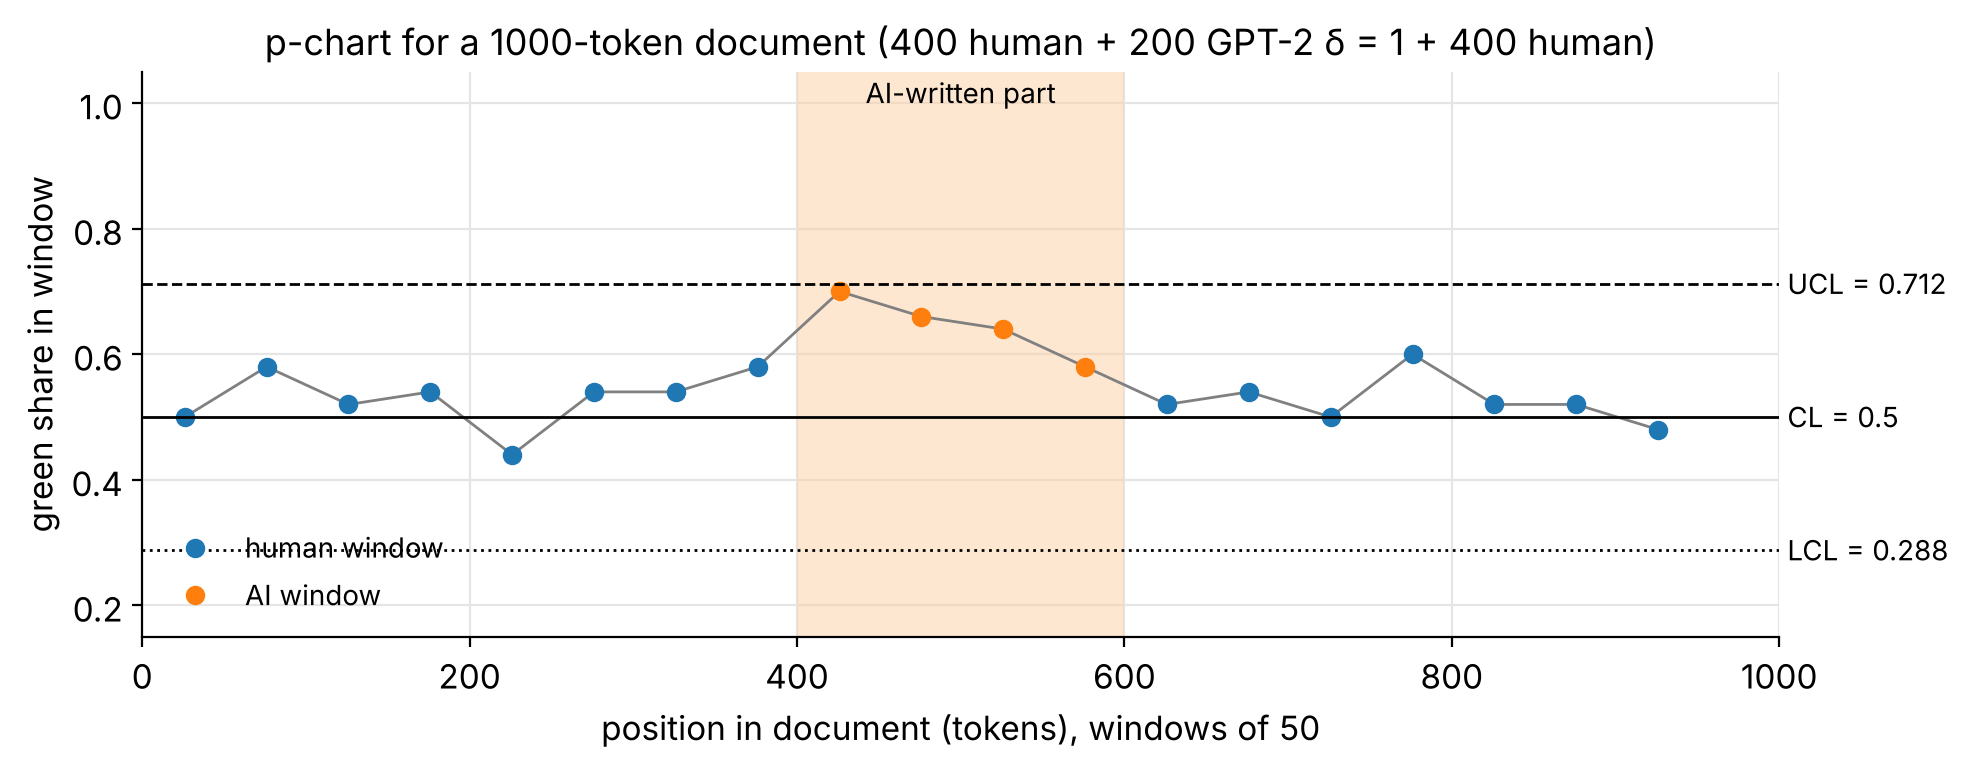 p-chart for a 1000-token document (400 human + 200 GPT-2 δ = 1 + 400 human)
AI-written part
green share in window
1.0
0.8
0.6
0.4
0.2
UCL = 0.712
CL = 0.5
LCL = 0.288
human window
AI window
0 200 400 600 800 1000
position in document (tokens), windows of 50